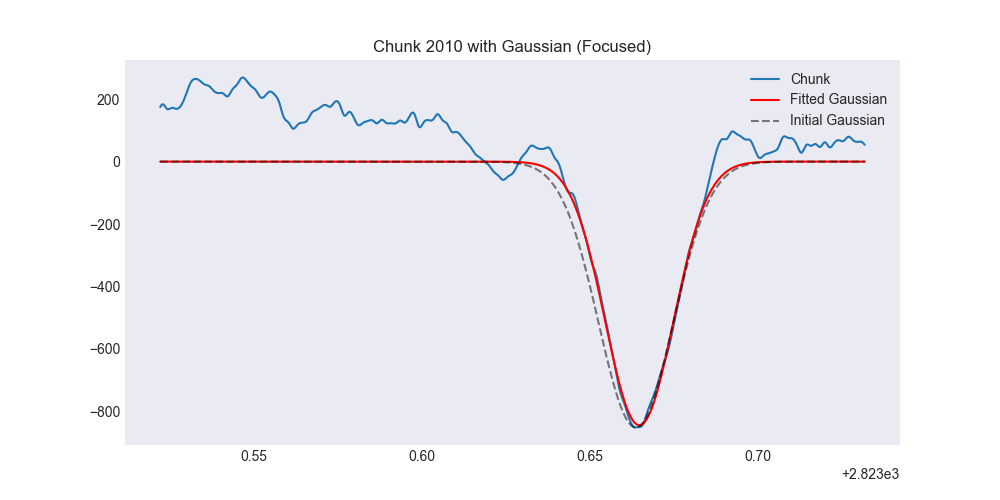 Chunk 2010 with Gaussian (Focused)
Chunk
Fitted Gaussian
Initial Gaussian
200
0
−200
−400
−600
−800
0.55 0.60 0.65 0.70
+2.823e3